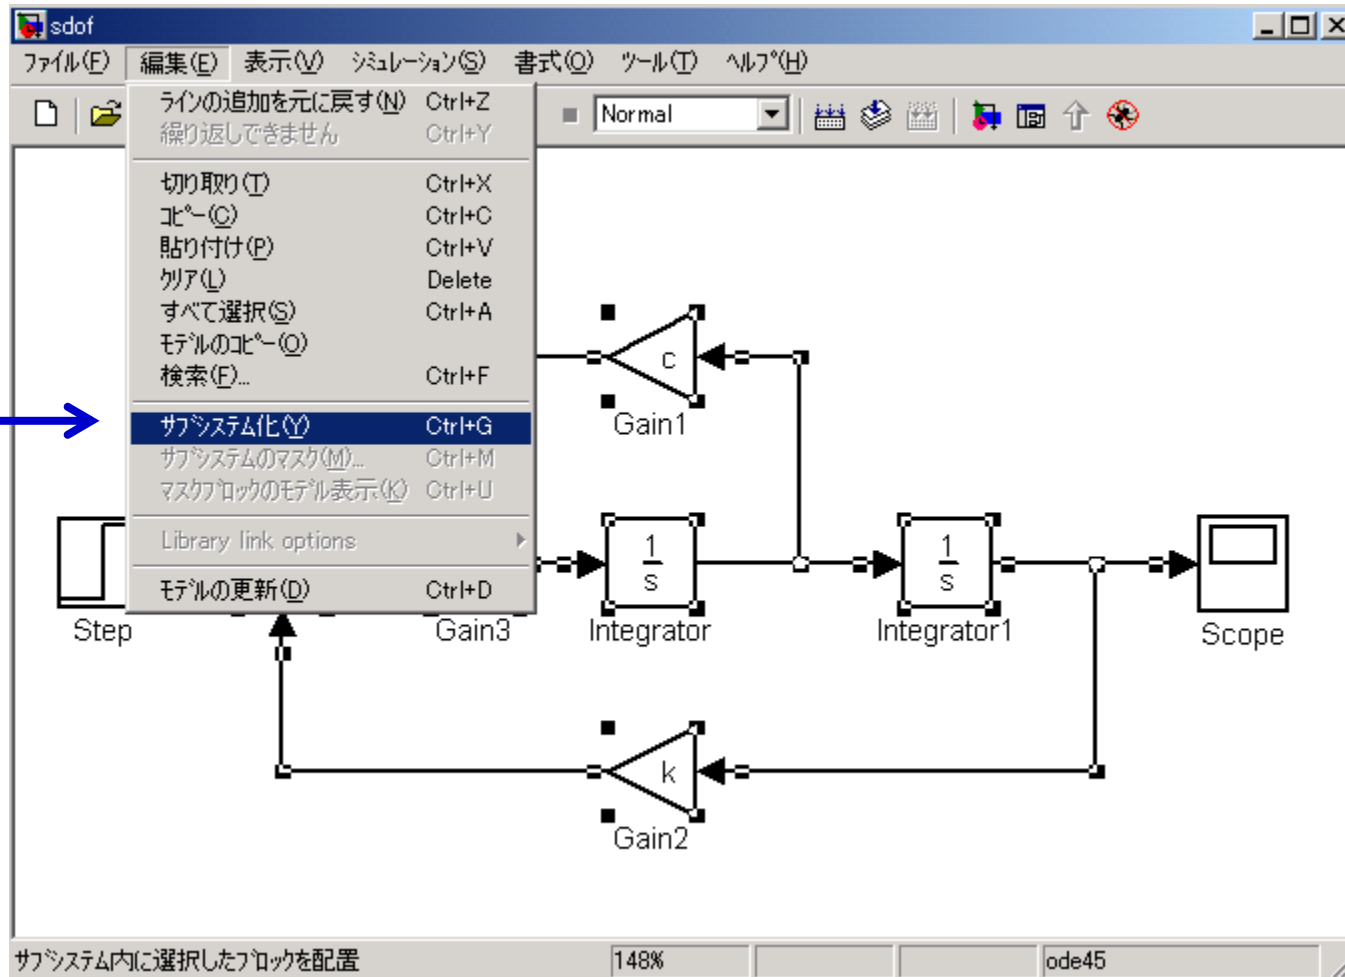 sdof
ﾌｧｲﾙ(F) 編集(E) 表示(V) ｼﾐｭﾚｰｼｮﾝ(S) 書式(O) ﾂｰﾙ(T) ﾍﾙﾌﾟ(H)
Normal
ﾗｲﾝの追加を元に戻す(N) Ctrl+Z
繰り返しできません Ctrl+Y
切り取り(T) Ctrl+X
ｺﾋﾟｰ(C) Ctrl+C
貼り付け(P) Ctrl+V
ｸﾘｱ(L) Delete
すべて選択(S) Ctrl+A
ﾓﾃﾞﾙのｺﾋﾟｰ(O)
検索(F)... Ctrl+F
ｻﾌﾞｼｽﾃﾑ化(Y) Ctrl+G
ｻﾌﾞｼｽﾃﾑのﾏｽｸ(M)... Ctrl+M
ﾏｽｸﾌﾞﾛｯｸのﾓﾃﾞﾙ表示(K) Ctrl+U
Library link options
ﾓﾃﾞﾙの更新(D) Ctrl+D
c
Gain1
1
s
1
s
Step Gain3 Integrator Integrator1 Scope
k
Gain2
ｻﾌﾞｼｽﾃﾑ内に選択したﾌﾞﾛｯｸを配置 148% ode45